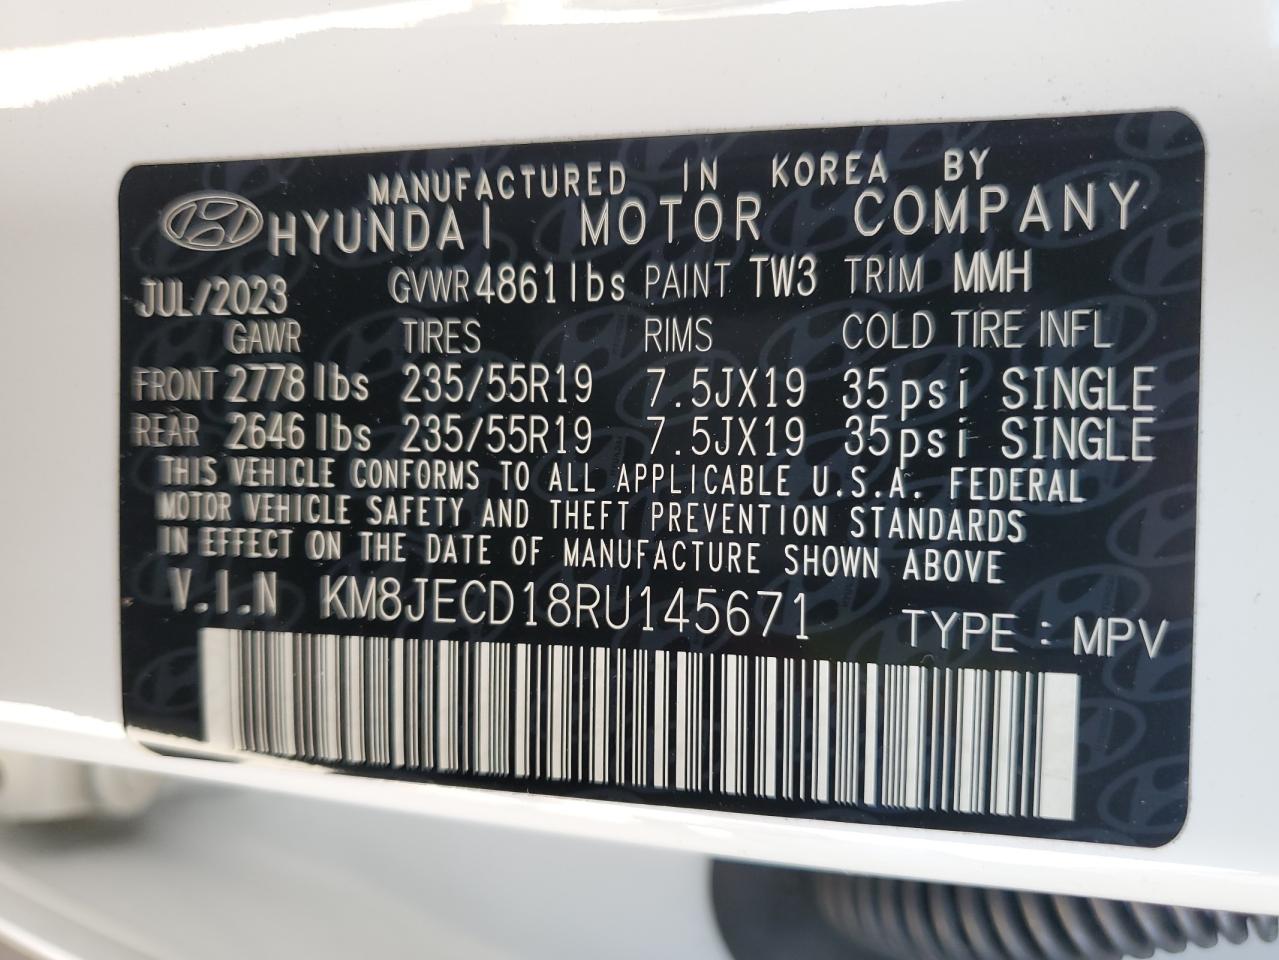 MANUFACTURED IN KOREA BY
HYUNDAI MOTOR COMPANY
JUL/2023 GVWR 4861lbs PAINT TW3 TRIM MMH
GAWR TIRES RIMS COLD TIRE INFL
FRONT 2778 lbs 235/55R19 7.5JX19 35psi SINGLE
REAR 2646 lbs 235/55R19 7.5JX19 35psi SINGLE
THIS VEHICLE CONFORMS TO ALL APPLICABLE U.S.A. FEDERAL
MOTOR VEHICLE SAFETY AND THEFT PREVENTION STANDARDS
IN EFFECT ON THE DATE OF MANUFACTURE SHOWN ABOVE
V.I.N KM8JECD18RU145671 TYPE : MPV